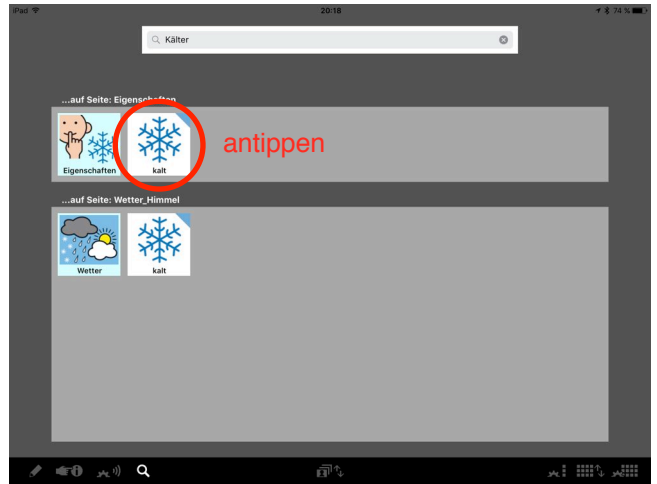 iPad 20:18 74 %
Kälter
...auf Seite: Eigenschaften
antippen
Eigenschaften kalt
...auf Seite: Wetter_Himmel
Wetter kalt